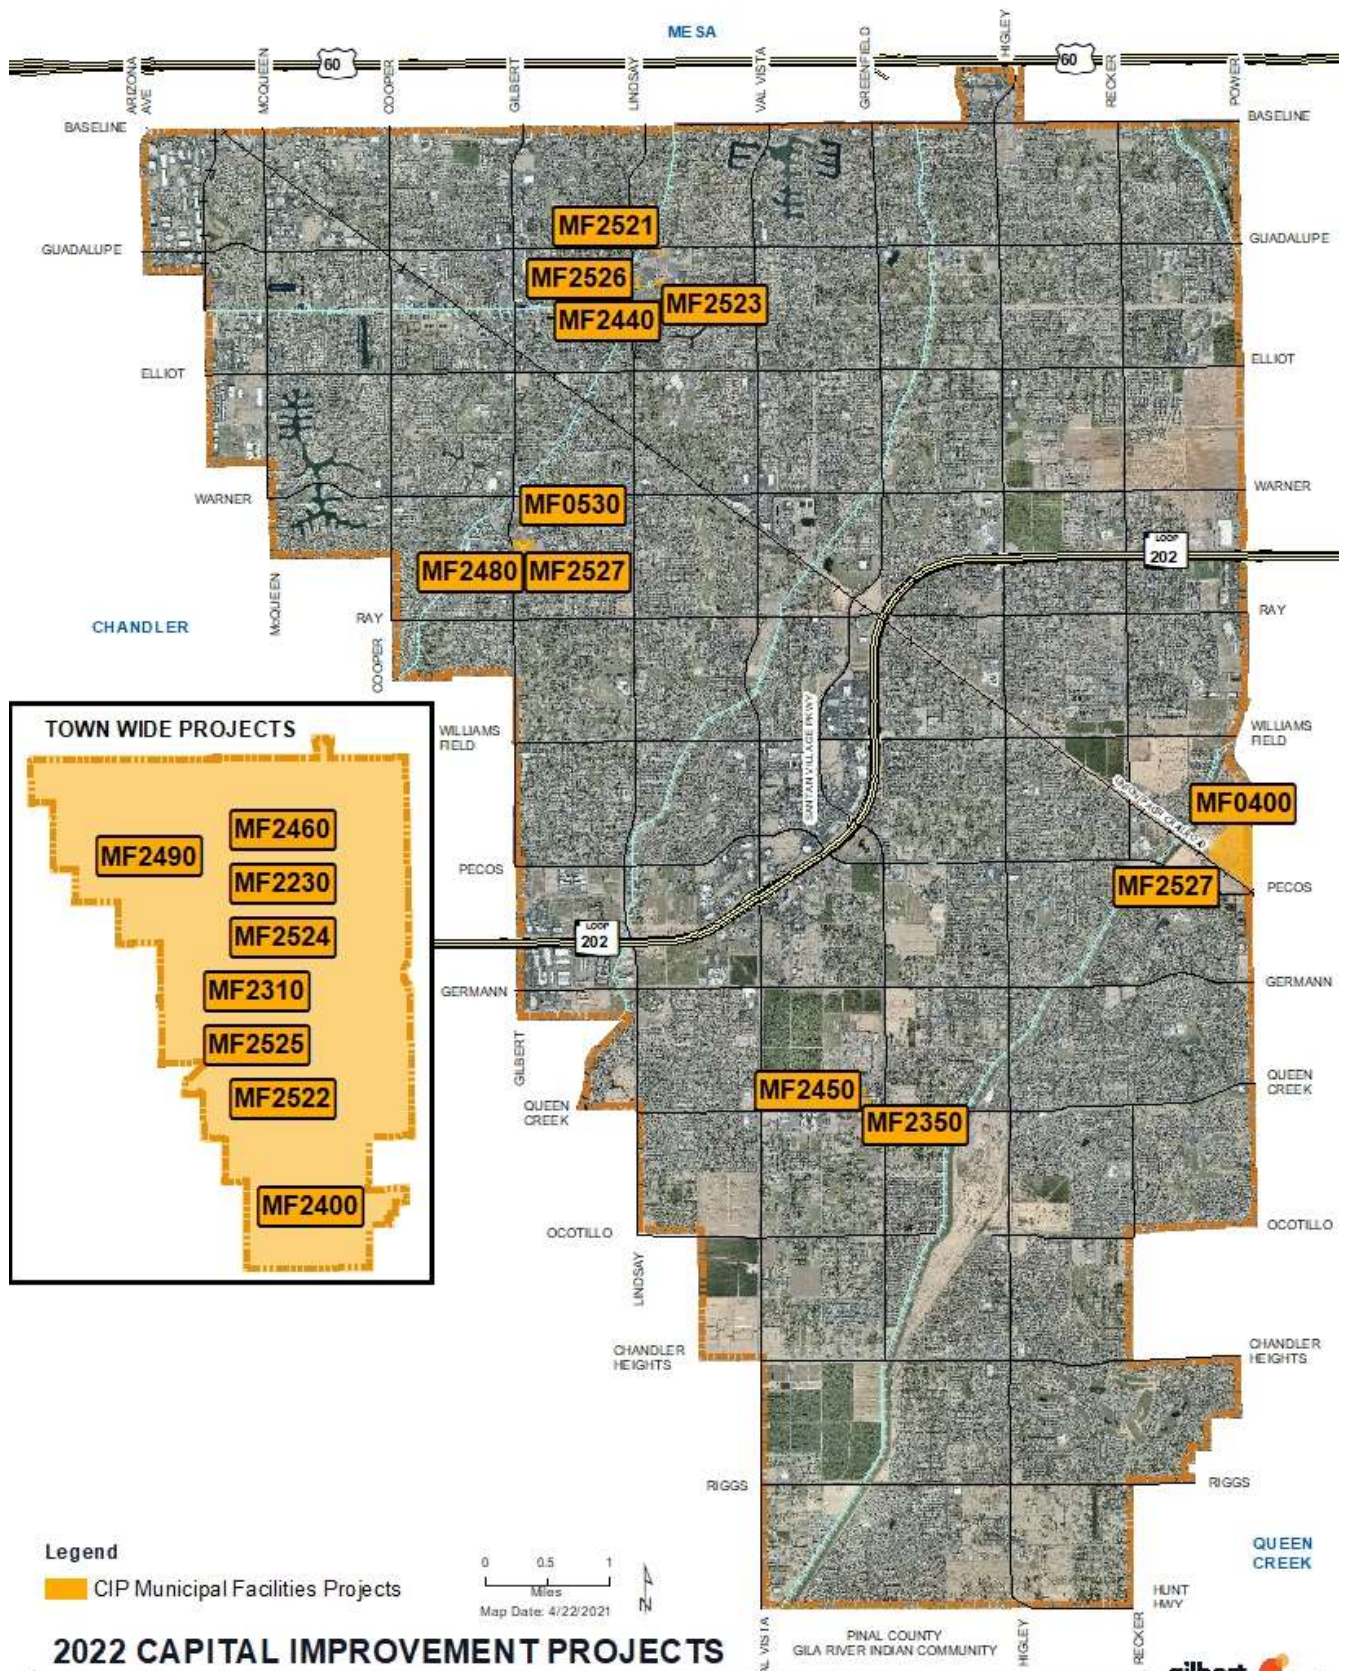 MESA
ARIZONA
AVE
MCQUEEN
60
COOPER
GILBERT
LINDSAY
VAL VISTA
GREENFIELD
HIGLEY
60
RECKER
POWER
BASELINE
BASELINE
MF2521
GUADALUPE
GUADALUPE
MF2526
MF2523
MF2440
ELLIOT
ELLIOT
WARNER
WARNER
MF0530
LOOP
202
MF2480
MF2527
McQUEEN
CHANDLER
RAY
RAY
COOPER
TOWN WIDE PROJECTS
WILLIAMS
FIELD
WILLIAMS
FIELD
SANTAN VILLAGE PKWY
MF0400
MF2460
MF2490
MF2230
PECOS
MF2527
PECOS
MF2524
LOOP
202
MF2310
GERMANN
GERMANN
MF2525
GILBERT
MF2522
QUEEN
CREEK
QUEEN
CREEK
MF2450
MF2350
MF2400
OCOTILLO
OCOTILLO
LINDSAY
CHANDLER
HEIGHTS
CHANDLER
HEIGHTS
RIGGS
RIGGS
Legend
CIP Municipal Facilities Projects
0 0.5 1
Miles
Map Date: 4/22/2021
N
QUEEN
CREEK
HUNT
HWY
2022 CAPITAL IMPROVEMENT PROJECTS
AL VISTA
PINAL COUNTY
GILA RIVER INDIAN COMMUNITY
HIGLEY
RECKER
gilbert